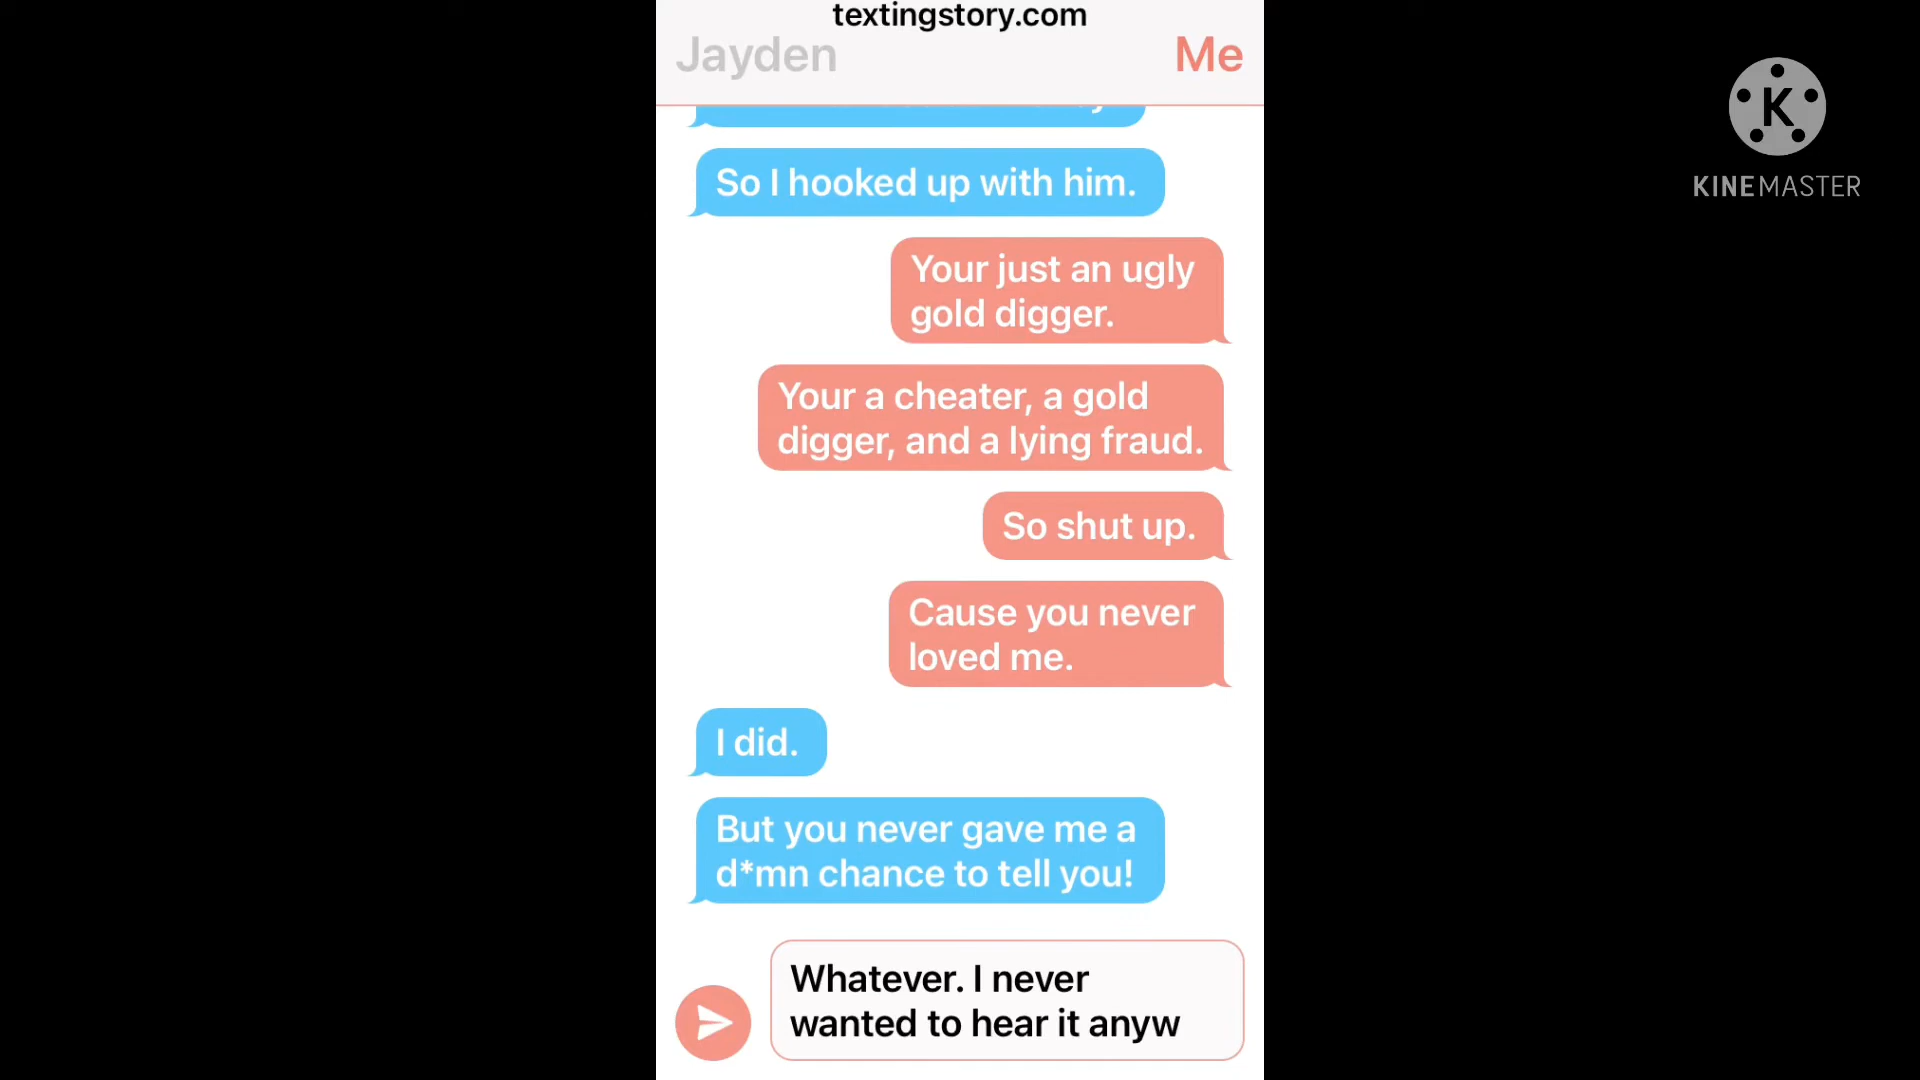 textingstory.com
Jayden
Me
So I hooked up with him.
Your just an ugly
gold digger.
Your a cheater, a gold
digger, and a lying fraud.
So shut up.
Cause you never
loved me.
I did.
But you never gave me a
d*mn chance to tell you!
Whatever. I never
wanted to hear it anyw
K
KINEMASTER